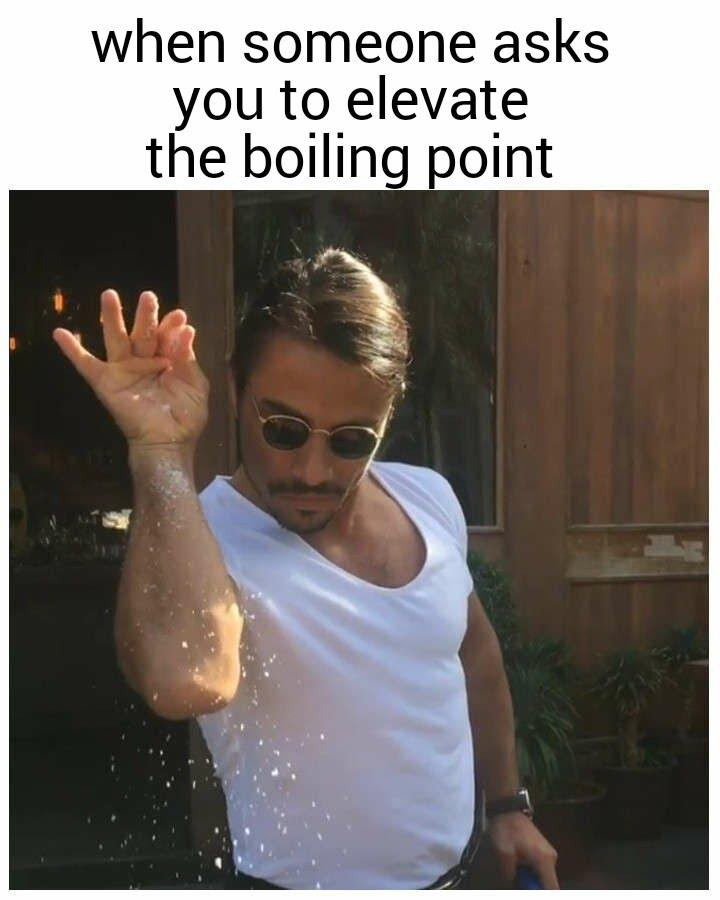 when someone asks
you to elevate
the boiling point